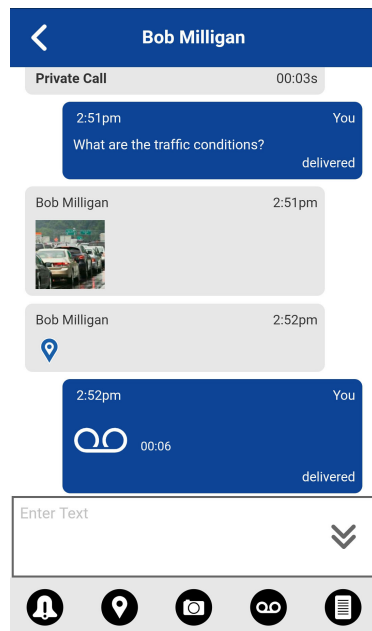 Bob Milligan
Private Call 00:03s
2:51pm You
What are the traffic conditions?
delivered
Bob Milligan 2:51pm
Bob Milligan 2:52pm
2:52pm You
00:06
delivered
Enter Text